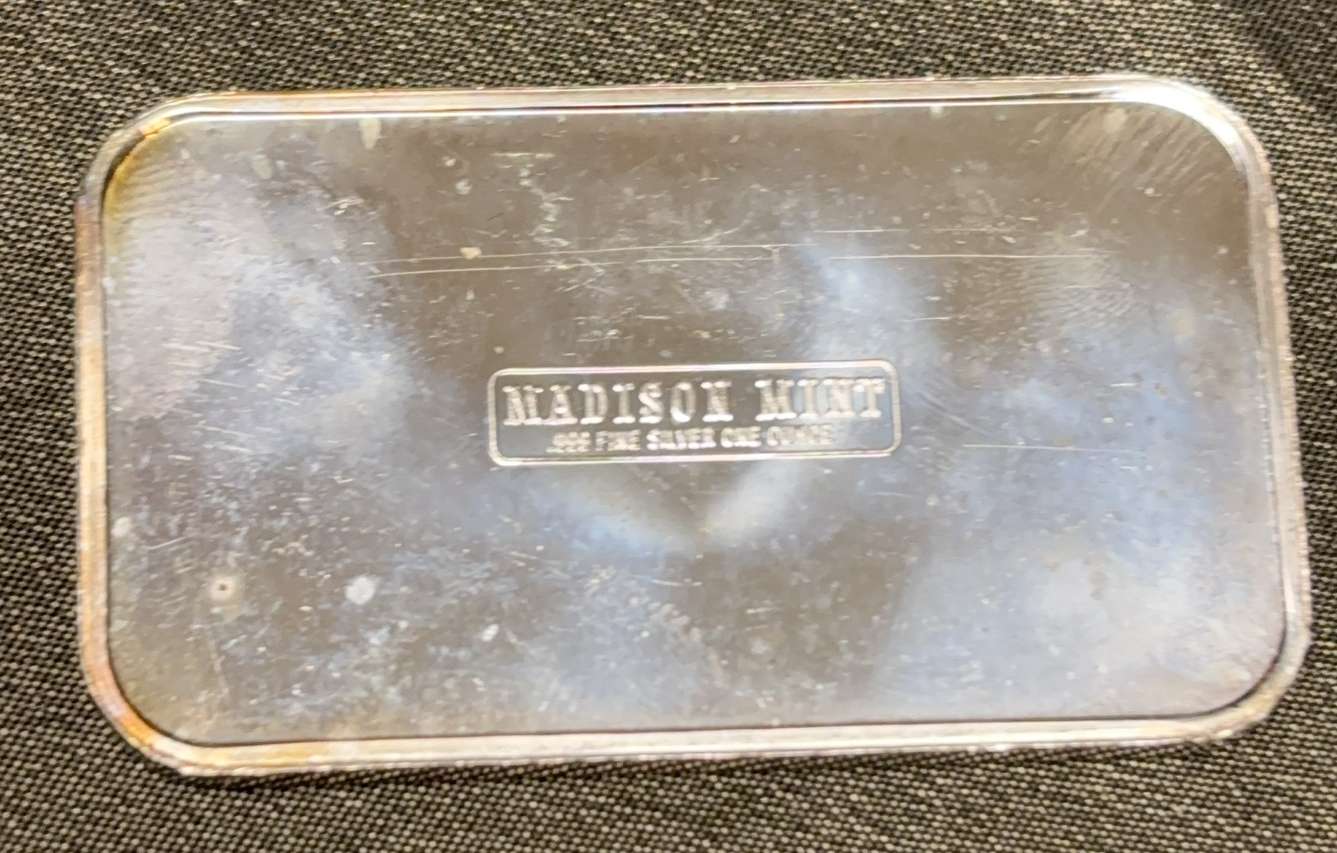 MADISON MINT
.999 FINE SILVER ONE OUNCE